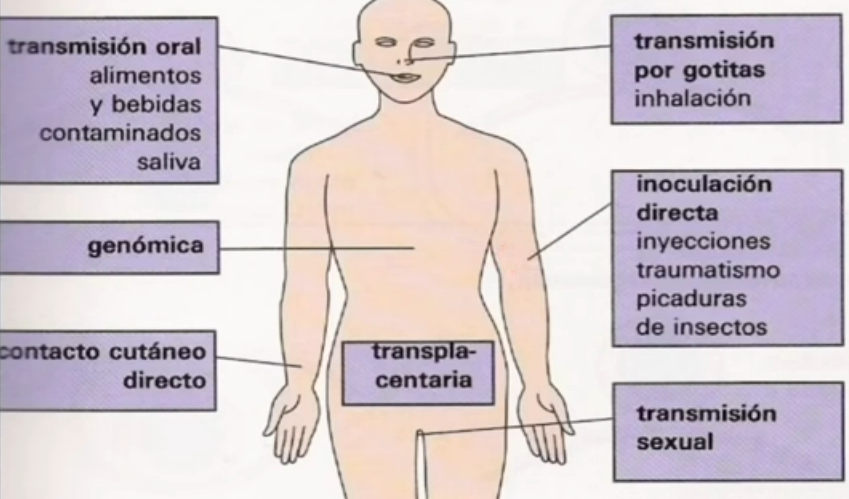 transmisión oral
alimentos
y bebidas
contaminados
saliva
genómica
contacto cutáneo
directo
transpla-
centaria
transmisión
por gotitas
inhalación
inoculación
directa
inyecciones
traumatismo
picaduras
de insectos
transmisión
sexual